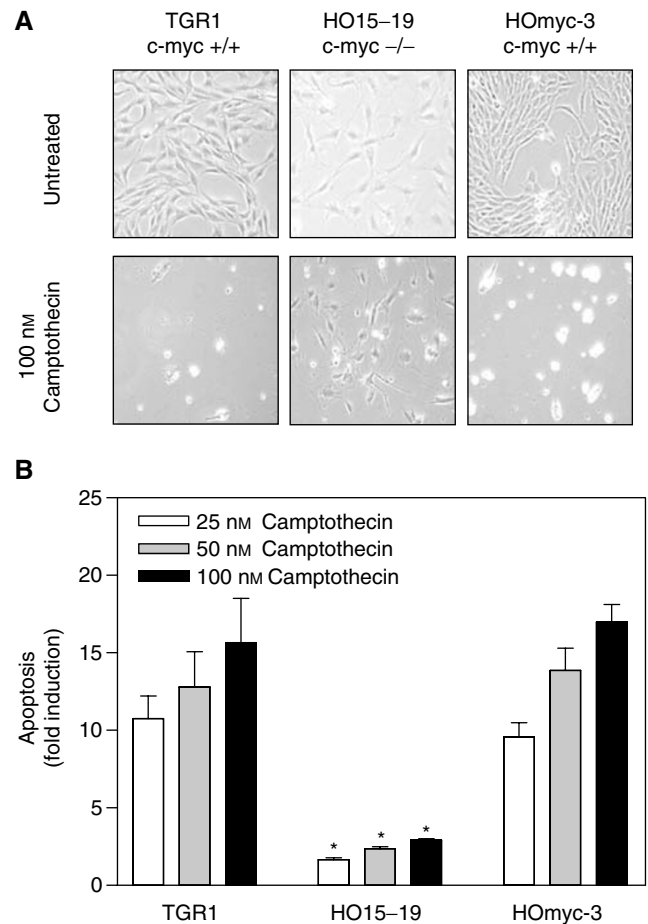 A
TGR1
c-myc +/+
HO15–19
c-myc –/–
HOmyc-3
c-myc +/+
Untreated
100 nM
Camptothecin
B
25 nM Camptothecin
50 nM Camptothecin
100 nM Camptothecin
Apoptosis
(fold induction)
25
20
15
10
5
0
* * *
TGR1 HO15–19 HOmyc-3